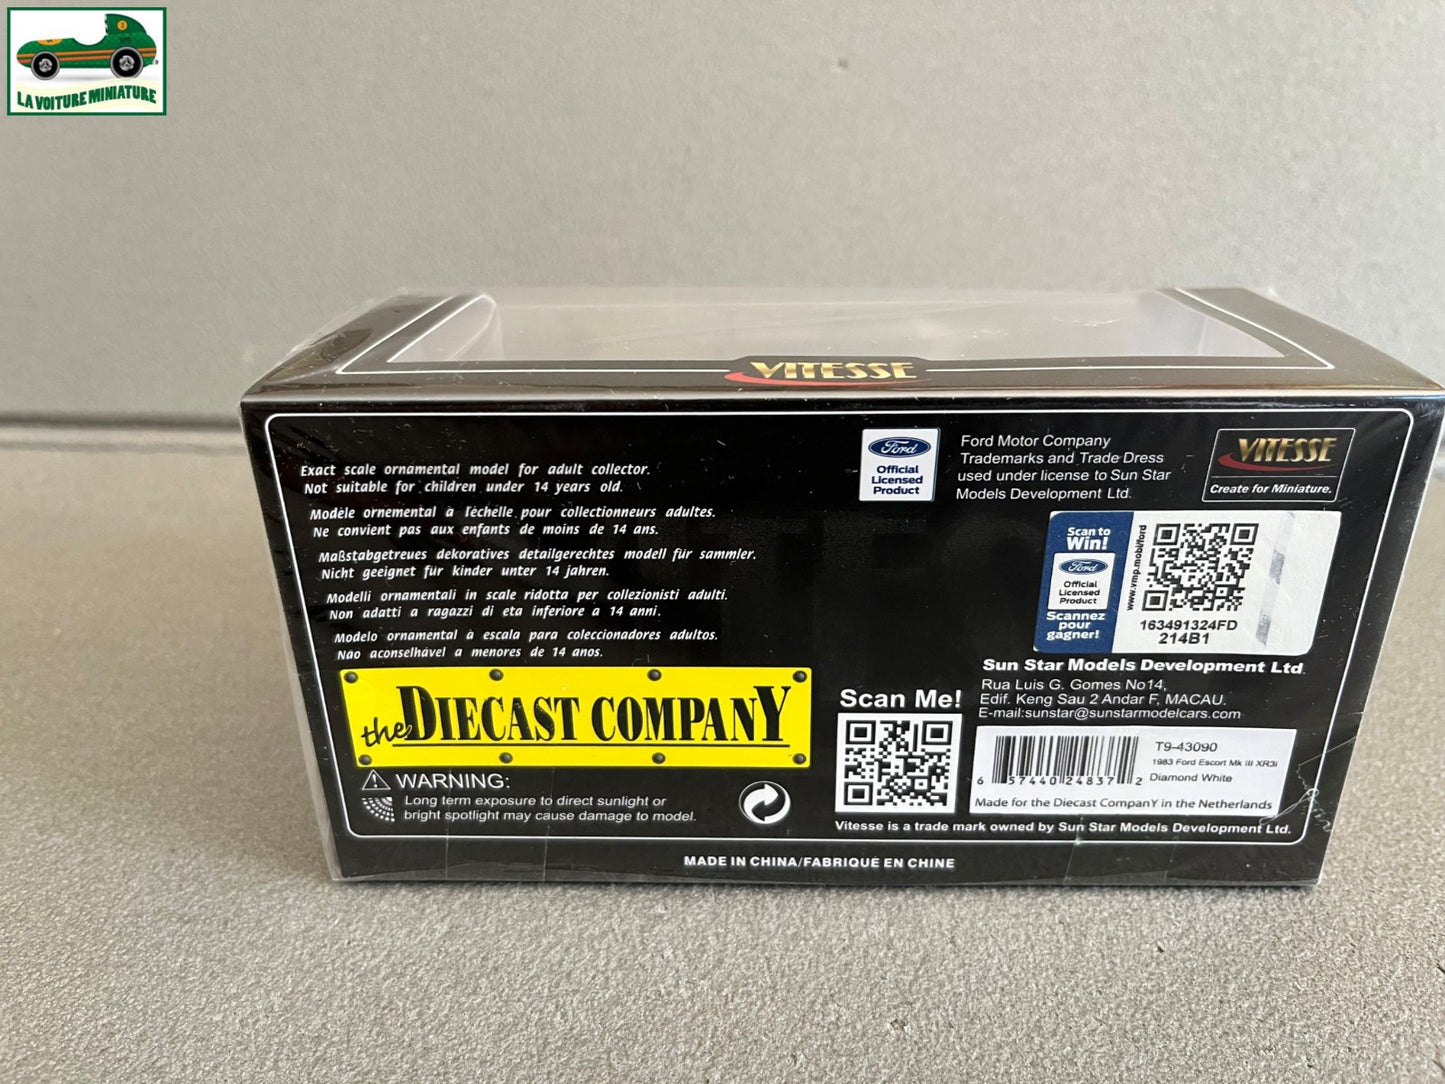 3
LA VOITURE MINIATURE
VITESSE
Exact scale ornamental model for adult collector.
Not suitable for children under 14 years old.
Modèle ornemental à l'échelle pour collectionneurs adultes.
Ne convient pas aux enfants de moins de 14 ans.
Maßstabgetreues dekoratives detailgerechtes modell für sammler.
Nicht geeignet für kinder unter 14 jahren.
Modelli ornamentali in scale ridotta per collezionisti adulti.
Non adatti a ragazzi di eta inferiore a 14 anni.
Modelo ornamental à escala para coleccionadores adultos.
Não aconselhável a menores de 14 anos.
the DIECAST COMPANY
WARNING:
Long term exposure to direct sunlight or
bright spotlight may cause damage to model.
Ford
Official
Licensed
Product
Ford Motor Company
Trademarks and Trade Dress
used under license to Sun Star
Models Development Ltd.
VITESSE
Create for Miniature.
Scan to
Win!
Ford
Official
Licensed
Product
Scannez
pour
gagner!
www.vmp.mobi/ford
163491324FD
214B1
Sun Star Models Development Ltd.
Rua Luis G. Gomes No14,
Edif. Keng Sau 2 Andar F, MACAU.
E-mail:sunstar@sunstarmodelcars.com
Scan Me!
6 57440 24837 2
T9-43090
1983 Ford Escort Mk III XR3i
Diamond White
Made for the Diecast CompanY in the Netherlands
Vitesse is a trade mark owned by Sun Star Models Development Ltd.
MADE IN CHINA/FABRIQUÉ EN CHINE